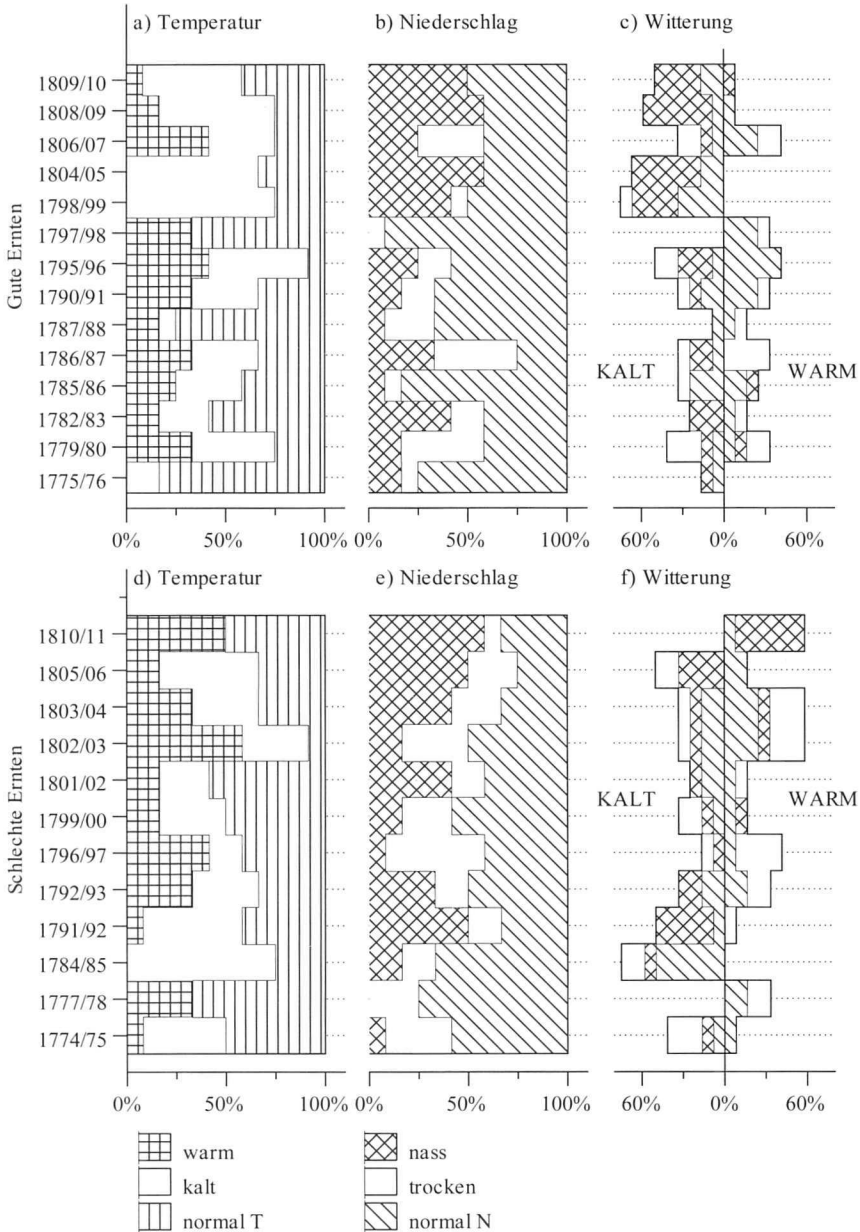 a) Temperatur b) Niederschlag c) Witterung
Gute Ernten
1809/10
1808/09
1806/07
1804/05
1798/99
1797/98
1795/96
1790/91
1787/88
1786/87
1785/86
1782/83
1779/80
1775/76
KALT WARM
0% 50% 100% 0% 50% 100% 60% 0% 60%
d) Temperatur e) Niederschlag f) Witterung
Schlechte Ernten
1810/11
1805/06
1803/04
1802/03
1801/02
1799/00
1796/97
1792/93
1791/92
1784/85
1777/78
1774/75
KALT WARM
0% 50% 100% 0% 50% 100% 60% 0% 60%
warm nass
kalt trocken
normal T normal N